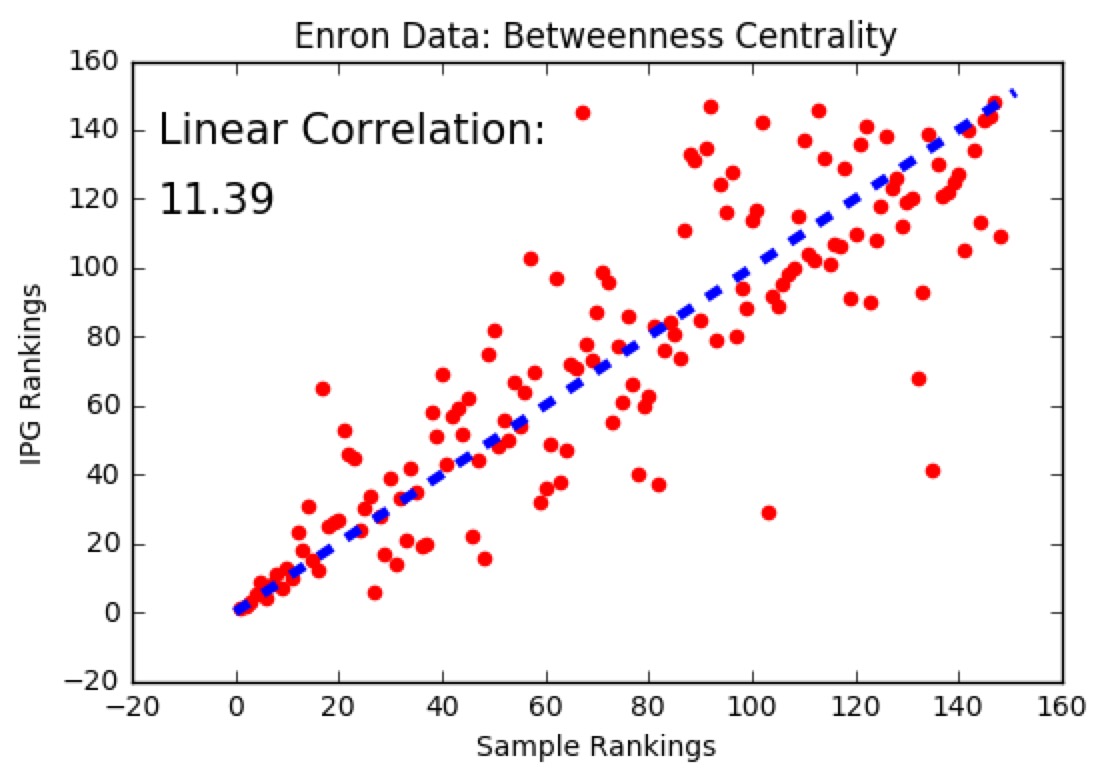 Enron Data: Betweenness Centrality
160
140
120
100
80
60
40
20
0
−20
Linear Correlation:
11.39
IPG Rankings
−20 0 20 40 60 80 100 120 140 160
Sample Rankings